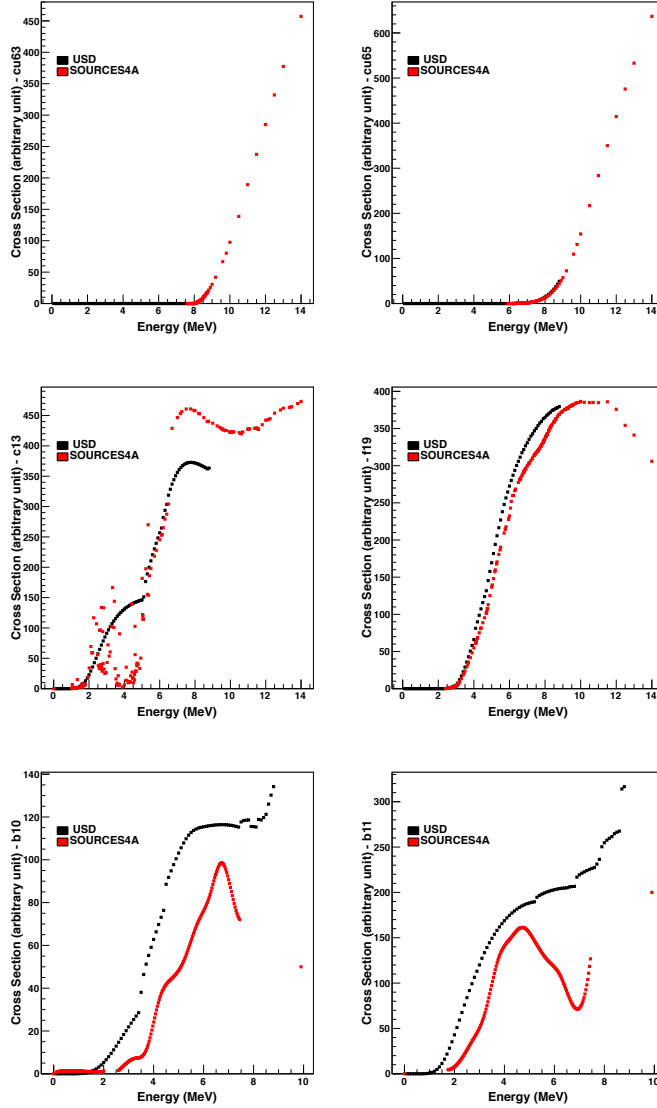 Cross Section (arbitrary unit) - cu63
450
400
350
300
250
200
150
100
50
0
USD
SOURCES4A
0 2 4 6 8 10 12 14
Energy (MeV)
Cross Section (arbitrary unit) - cu65
600
500
400
300
200
100
0
USD
SOURCES4A
0 2 4 6 8 10 12 14
Energy (MeV)
Cross Section (arbitrary unit) - c13
450
400
350
300
250
200
150
100
50
0
USD
SOURCES4A
0 2 4 6 8 10 12 14
Energy (MeV)
Cross Section (arbitrary unit) - f19
400
350
300
250
200
150
100
50
0
USD
SOURCES4A
0 2 4 6 8 10 12 14
Energy (MeV)
Cross Section (arbitrary unit) - b10
140
120
100
80
60
40
20
0
USD
SOURCES4A
0 2 4 6 8 10
Energy (MeV)
Cross Section (arbitrary unit) - b11
300
250
200
150
100
50
0
USD
SOURCES4A
0 2 4 6 8 10
Energy (MeV)